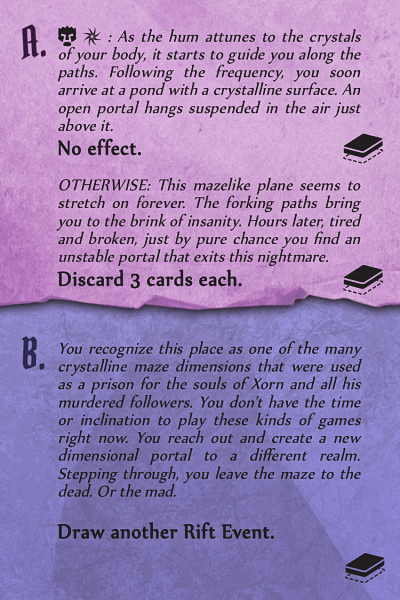 A. : As the hum attunes to the crystals
of your body, it starts to guide you along the
paths. Following the frequency, you soon
arrive at a pond with a crystalline surface. An
open portal hangs suspended in the air just
above it.
No effect.
OTHERWISE: This mazelike plane seems to
stretch on forever. The forking paths bring
you to the brink of insanity. Hours later, tired
and broken, just by pure chance you find an
unstable portal that exits this nightmare.
Discard 3 cards each.
B. You recognize this place as one of the many
crystalline maze dimensions that were used
as a prison for the souls of Xorn and all his
murdered followers. You don't have the time
or inclination to play these kinds of games
right now. You reach out and create a new
dimensional portal to a different realm.
Stepping through, you leave the maze to the
dead. Or the mad.
Draw another Rift Event.